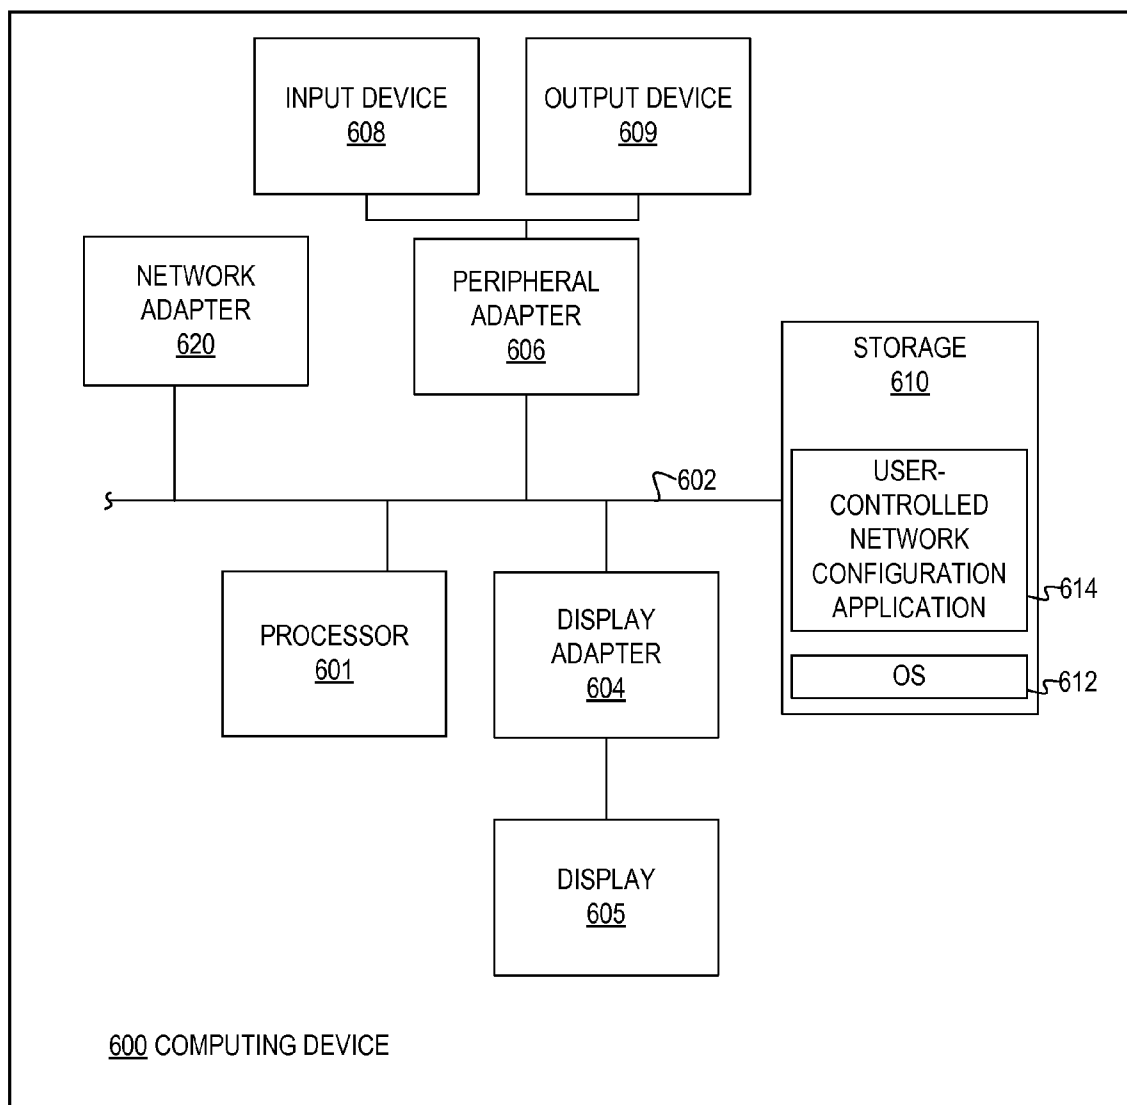 INPUT DEVICE
608
OUTPUT DEVICE
609
NETWORK
ADAPTER
620
PERIPHERAL
ADAPTER
606
STORAGE
610
USER-
CONTROLLED
NETWORK
CONFIGURATION
APPLICATION
614
OS
612
602
PROCESSOR
601
DISPLAY
ADAPTER
604
DISPLAY
605
600 COMPUTING DEVICE